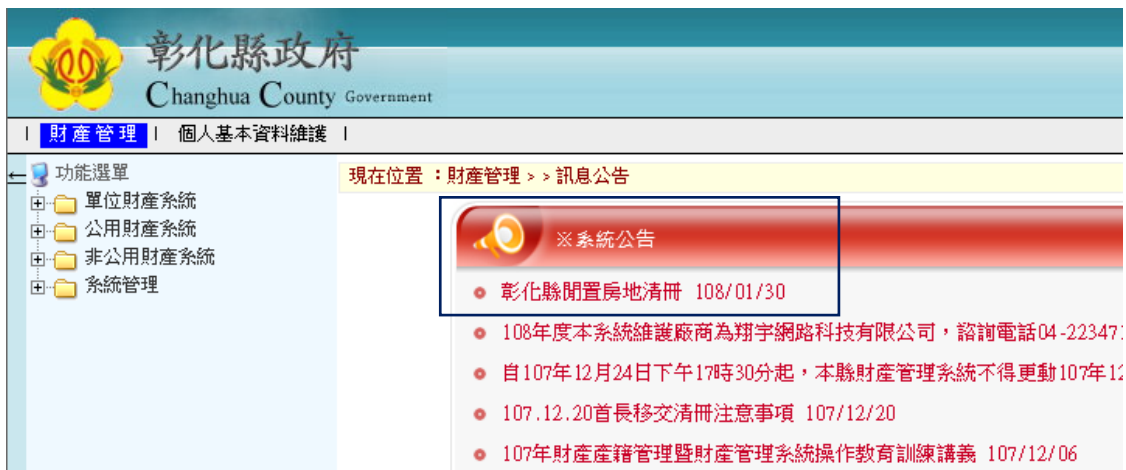 彰化縣政府
Changhua County Government
| 財產管理 | 個人基本資料維護 |
功能選單
單位財產系統
公用財產系統
非公用財產系統
系統管理
現在位置：財產管理>>訊息公告
※系統公告
彰化縣閒置房地清冊 108/01/30
108年度本系統維護廠商為翔宇網路科技有限公司，諮詢電話04-22347
自107年12月24日下午17時30分起，本縣財產管理系統不得更動107年12
107.12.20首長移交清冊注意事項 107/12/20
107年財產產籍管理暨財產管理系統操作教育訓練講義 107/12/06